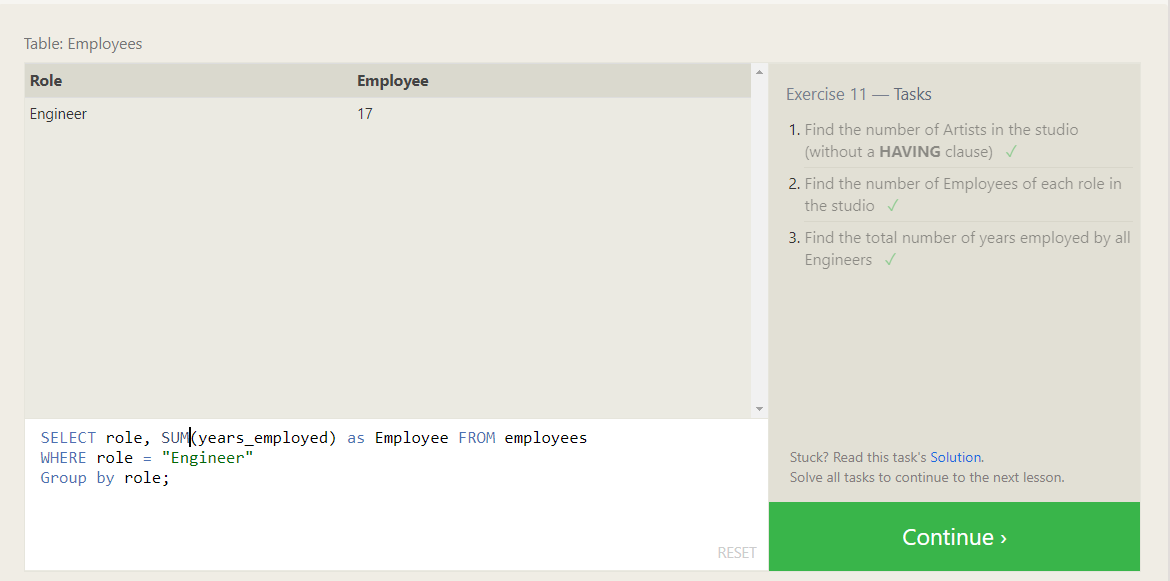 Table: Employees
Role Employee
Engineer 17
SELECT role, SUM(years_employed) as Employee FROM employees
WHERE role = "Engineer"
Group by role;
RESET
Exercise 11 — Tasks
1. Find the number of Artists in the studio
(without a HAVING clause) ✓
2. Find the number of Employees of each role in
the studio ✓
3. Find the total number of years employed by all
Engineers ✓
Stuck? Read this task's Solution.
Solve all tasks to continue to the next lesson.
Continue ›